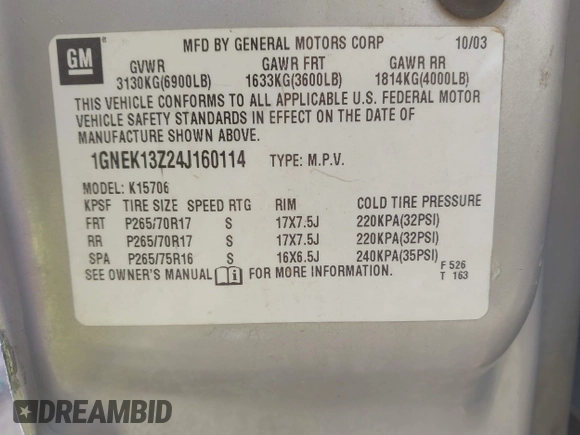 GM
MFD BY GENERAL MOTORS CORP 10/03
GVWR GAWR FRT GAWR RR
3130KG(6900LB) 1633KG(3600LB) 1814KG(4000LB)
THIS VEHICLE CONFORMS TO ALL APPLICABLE U.S. FEDERAL MOTOR
VEHICLE SAFETY STANDARDS IN EFFECT ON THE DATE OF
MANUFACTURE SHOWN ABOVE.
1GNEK13Z24J160114 TYPE: M.P.V.
MODEL: K15706
KPSF TIRE SIZE SPEED RTG RIM COLD TIRE PRESSURE
FRT P265/70R17 S 17X7.5J 220KPA(32PSI)
RR P265/70R17 S 17X7.5J 220KPA(32PSI)
SPA P265/75R16 S 16X6.5J 240KPA(35PSI)
SEE OWNER'S MANUAL i FOR MORE INFORMATION. F 526
T 163
DREAMBID